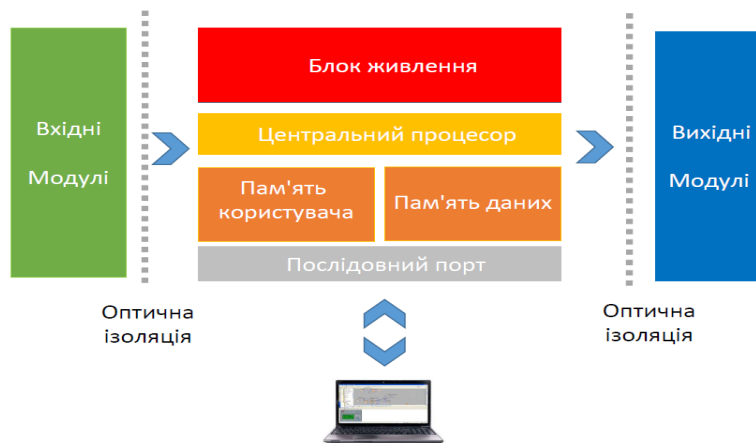 Блок живлення
Вхідні
Модулі
Центральний процесор
Вихідні
Модулі
Пам'ять
користувача
Пам'ять даних
Послідовний порт
Оптична
ізоляція
Оптична
ізоляція